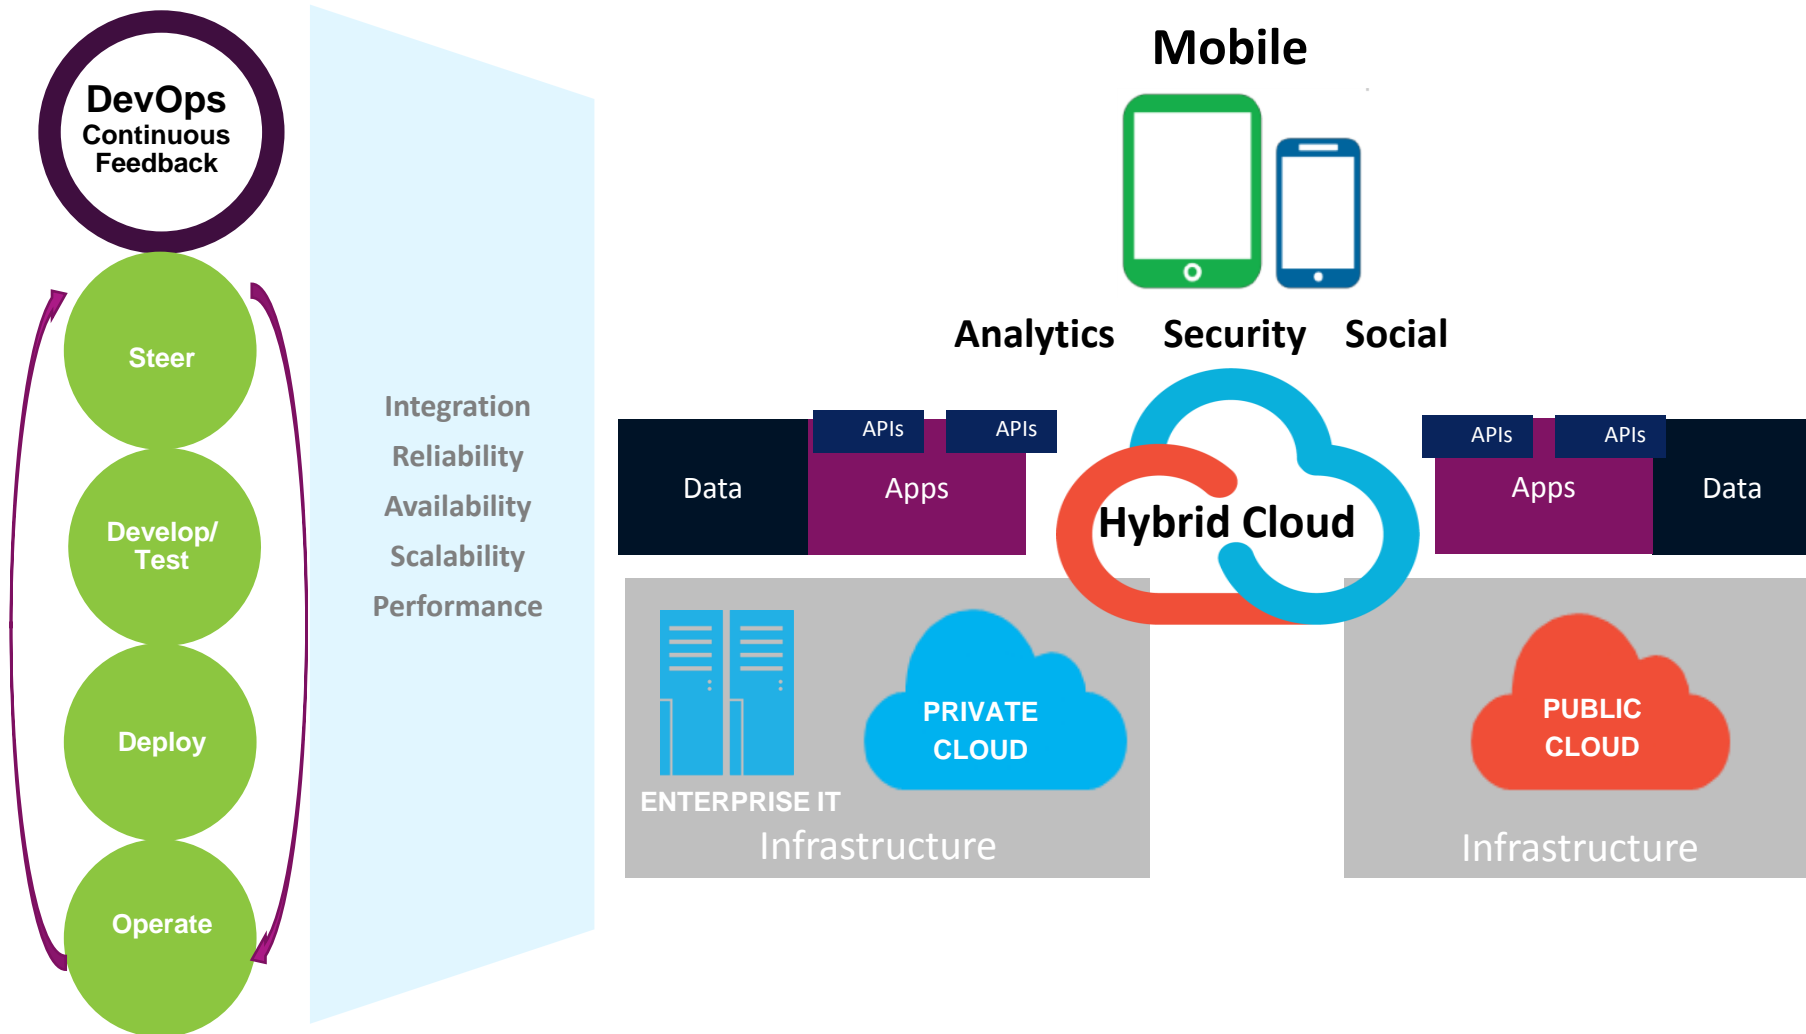 DevOps
Continuous
Feedback
Steer
Develop/
Test
Deploy
Operate
Integration
Reliability
Availability
Scalability
Performance
Mobile
Analytics Security Social
Data
APIs APIs
Apps
Hybrid Cloud
APIs APIs
Apps
Data
PRIVATE
CLOUD
ENTERPRISE IT
Infrastructure
PUBLIC
CLOUD
Infrastructure